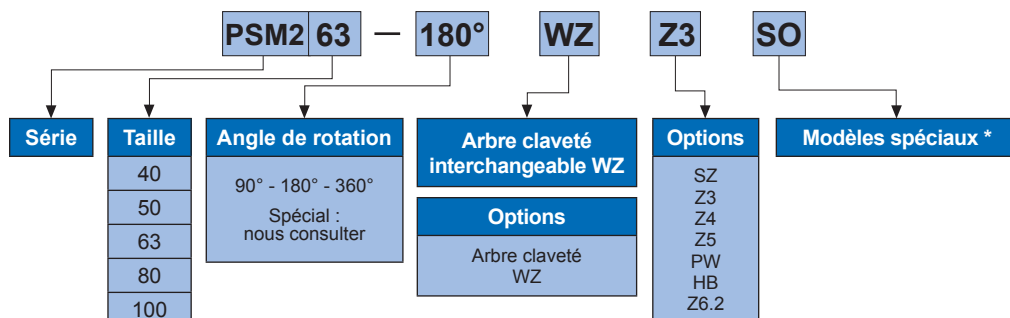 PSM2 63 — 180° WZ Z3 SO
Série
Taille
40
50
63
80
100
Angle de rotation
90° - 180° - 360°
Spécial :
nous consulter
Arbre claveté
interchangeable WZ
Options
Arbre claveté
WZ
Options
SZ
Z3
Z4
Z5
PW
HB
Z6.2
Modèles spéciaux *